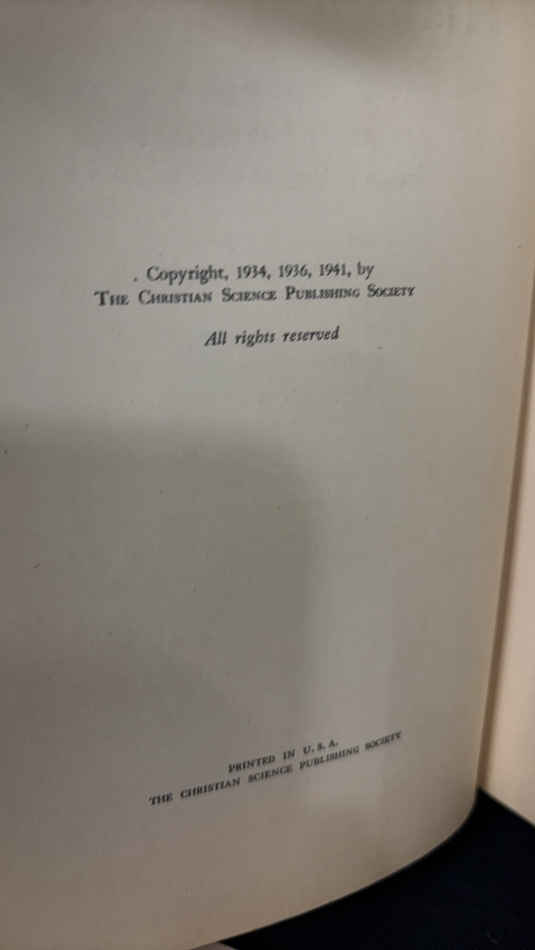 Copyright, 1934, 1936, 1941, by
THE CHRISTIAN SCIENCE PUBLISHING SOCIETY
All rights reserved
PRINTED IN U. S. A.
THE CHRISTIAN SCIENCE PUBLISHING SOCIETY